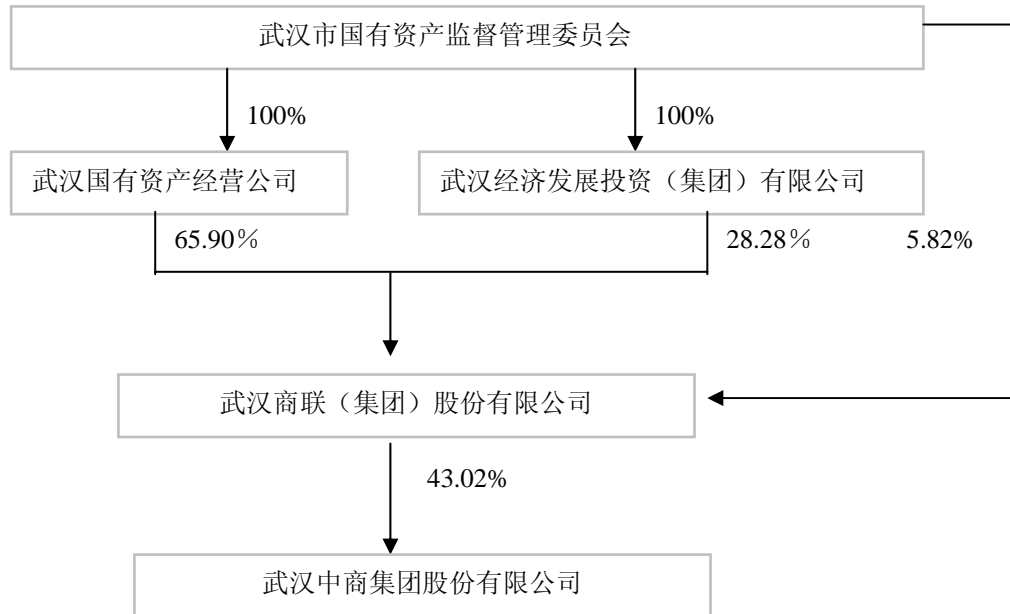 武汉市国有资产监督管理委员会
100%
100%
武汉国有资产经营公司
武汉经济发展投资（集团）有限公司
65.90％
28.28％
5.82%
武汉商联（集团）股份有限公司
43.02%
武汉中商集团股份有限公司